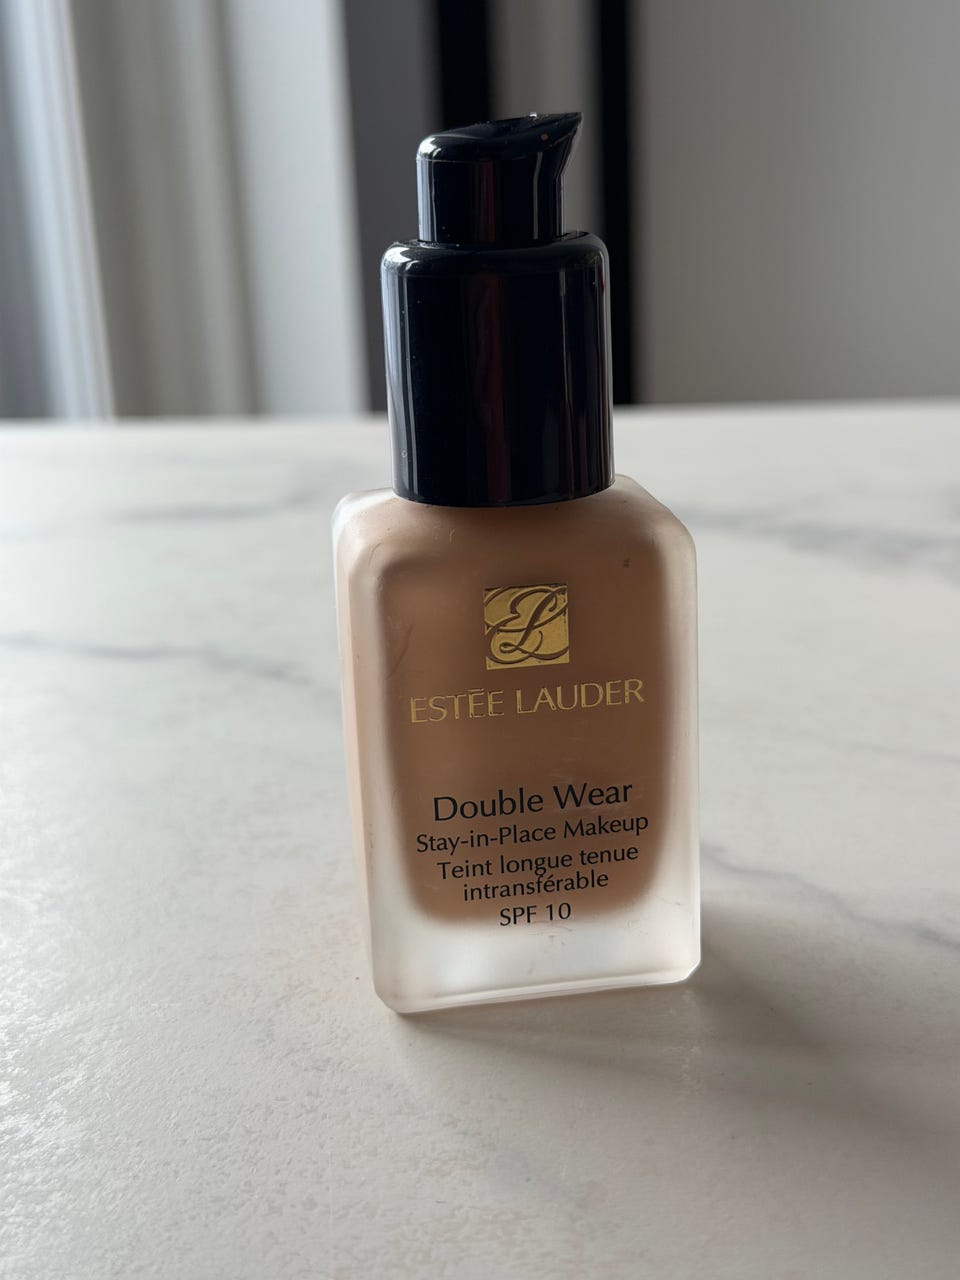 ESTĒE LAUDER
Double Wear
Stay-in-Place Makeup
Teint longue tenue
intransférable
SPF 10